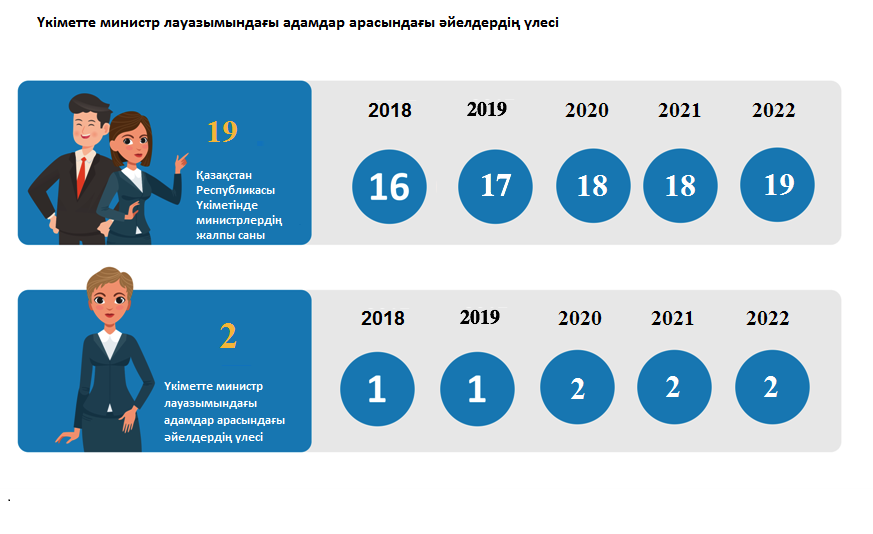 Үкіметте министр лауазымындағы адамдар арасындағы әйелдердің үлесі
19
Қазақстан
Республикасы
Үкіметінде
министрлердің
жалпы саны
2018 2019 2020 2021 2022
16 17 18 18 19
2
Үкіметте министр
лауазымындағы
адамдар арасындағы
әйелдердің үлесі
2018 2019 2020 2021 2022
1 1 2 2 2
.